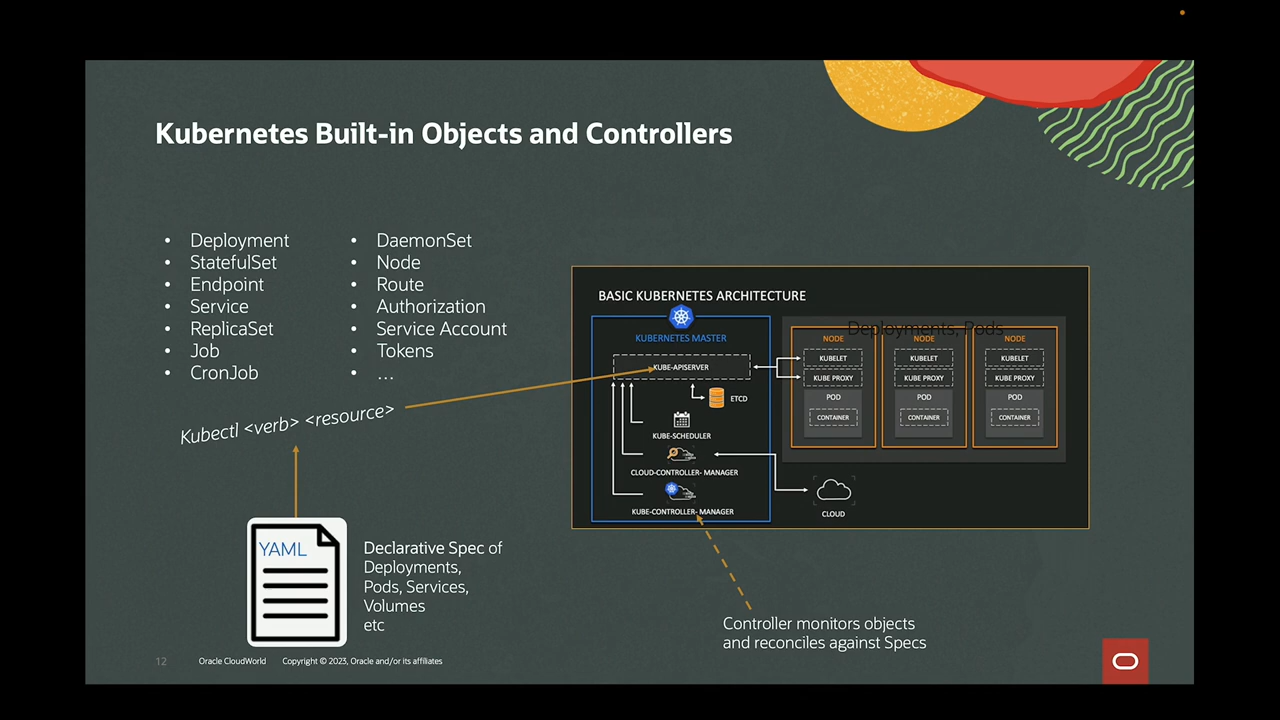 Kubernetes Built-in Objects and Controllers
• Deployment
• StatefulSet
• Endpoint
• Service
• ReplicaSet
• Job
• CronJob
• DaemonSet
• Node
• Route
• Authorization
• Service Account
• Tokens
• ...
Kubectl <verb> <resource>
YAML
Declarative Spec of
Deployments,
Pods, Services,
Volumes
etc
BASIC KUBERNETES ARCHITECTURE
KUBERNETES MASTER
KUBE-APISERVER
ETCD
KUBE-SCHEDULER
CLOUD-CONTROLLER- MANAGER
KUBE-CONTROLLER- MANAGER
Deployments, Pods
NODE
KUBELET
KUBE PROXY
POD
CONTAINER
NODE
KUBELET
KUBE PROXY
POD
CONTAINER
NODE
KUBELET
KUBE PROXY
POD
CONTAINER
CLOUD
Controller monitors objects
and reconciles against Specs
12 Oracle CloudWorld Copyright © 2023, Oracle and/or its affiliates